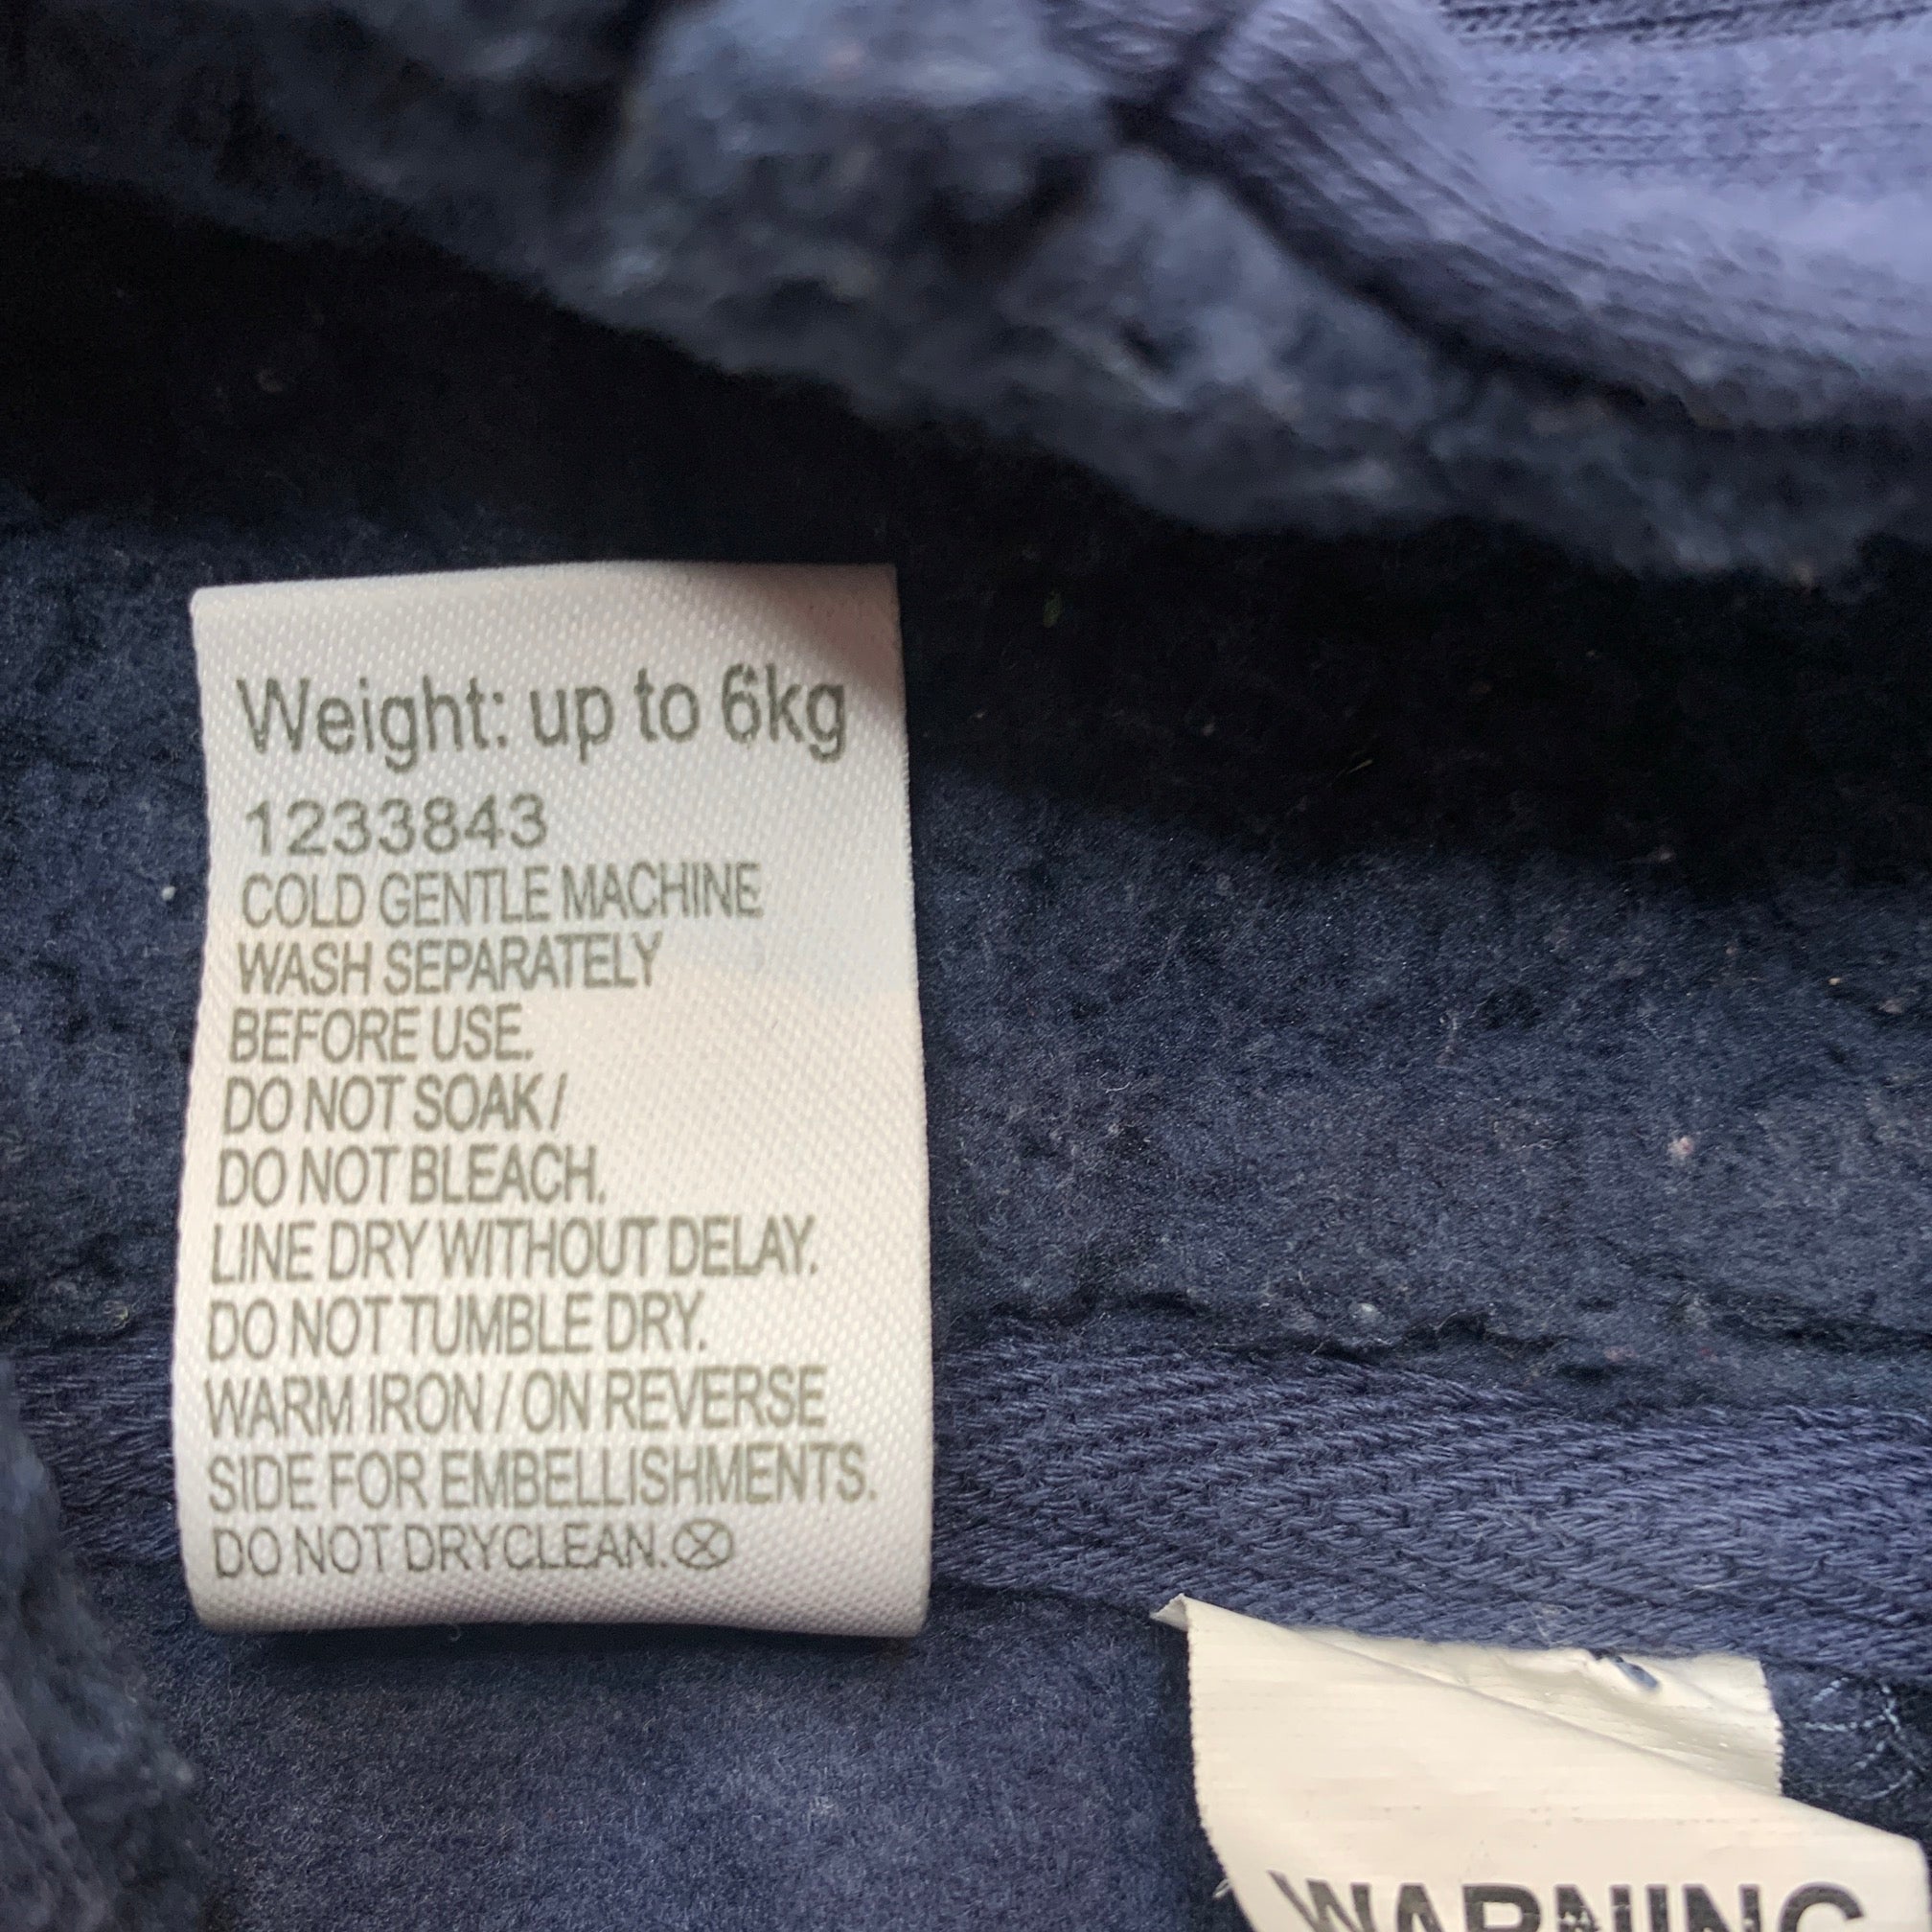 Weight: up to 6kg
1233843
COLD GENTLE MACHINE
WASH SEPARATELY
BEFORE USE.
DO NOT SOAK /
DO NOT BLEACH.
LINE DRY WITHOUT DELAY.
DO NOT TUMBLE DRY.
WARM IRON / ON REVERSE
SIDE FOR EMBELLISHMENTS.
DO NOT DRYCLEAN.
WARNING